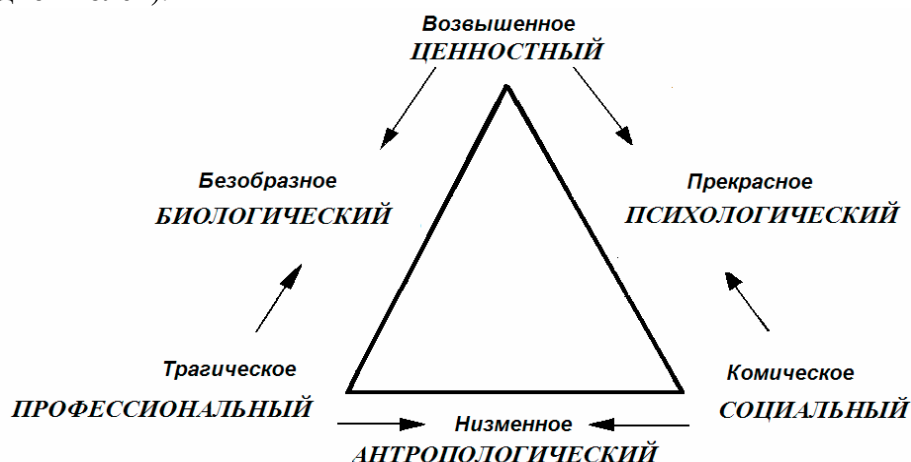 Возвышенное
ЦЕННОСТНЫЙ
Безобразное
БИОЛОГИЧЕСКИЙ
Прекрасное
ПСИХОЛОГИЧЕСКИЙ
Трагическое
ПРОФЕССИОНАЛЬНЫЙ
Комическое
СОЦИАЛЬНЫЙ
Низменное
АНТРОПОЛОГИЧЕСКИЙ